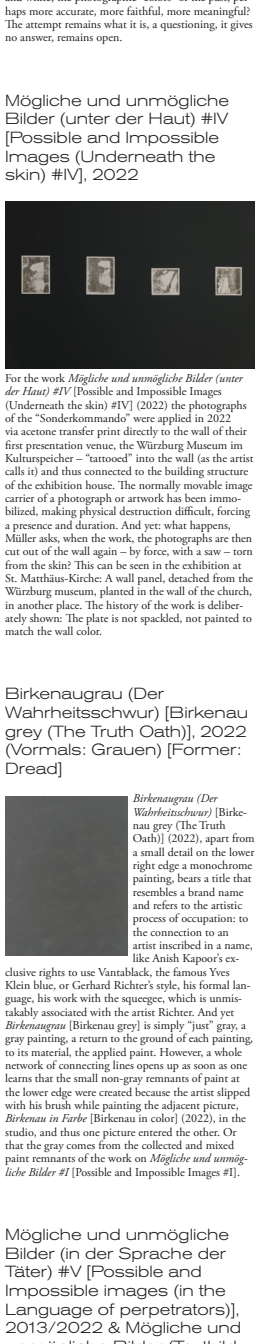 haps more accurate, more faithful, more meaningful?
The attempt remains what it is, a questioning, it gives
no answer, remains open.
Mögliche und unmögliche
Bilder (unter der Haut) #IV
[Possible and Impossible
Images (Underneath the
skin) #IV], 2022
For the work Mögliche und unmögliche Bilder (unter
der Haut) #IV [Possible and Impossible Images
(Underneath the skin) #IV] (2022) the photographs
of the “Sonderkommando” were applied in 2022
via acetone transfer print directly to the wall of their
first presentation venue, the Würzburg Museum im
Kulturspeicher – “tattooed” into the wall (as the artist
calls it) and thus connected to the building structure
of the exhibition house. The normally movable image
carrier of a photograph or artwork has been immo-
bilized, making physical destruction difficult, forcing
a presence and duration. And yet: what happens,
Müller asks, when the work, the photographs are then
cut out of the wall again – by force, with a saw – torn
from the skin? This can be seen in the exhibition at
St. Matthäus-Kirche: A wall panel, detached from the
Würzburg museum, planted in the wall of the church,
in another place. The history of the work is deliber-
ately shown: The plate is not spackled, not painted to
match the wall color.
Birkenaugrau (Der
Wahrheitsschwur) [Birkenau
grey (The Truth Oath)], 2022
(Vormals: Grauen) [Former:
Dread]
Birkenaugrau (Der
Wahrheitsschwur) [Birke-
nau grey (The Truth
Oath)] (2022), apart from
a small detail on the lower
right edge a monochrome
painting, bears a title that
resembles a brand name
and refers to the artistic
process of occupation: to
the connection to an
artist inscribed in a name,
like Anish Kapoor’s ex-
clusive rights to use Vantablack, the famous Yves
Klein blue, or Gerhard Richter’s style, his formal lan-
guage, his work with the squeegee, which is unmis-
takably associated with the artist Richter. And yet
Birkenaugrau [Birkenau grey] is simply “just” gray, a
gray painting, a return to the ground of each painting,
to its material, the applied paint. However, a whole
network of connecting lines opens up as soon as one
learns that the small non-gray remnants of paint at
the lower edge were created because the artist slipped
with his brush while painting the adjacent picture,
Birkenau in Farbe [Birkenau in color] (2022), in the
studio, and thus one picture entered the other. Or
that the gray comes from the collected and mixed
paint remnants of the work on Mögliche und unmög-
liche Bilder #I [Possible and Impossible Images #I].
Mögliche und unmögliche
Bilder (in der Sprache der
Täter) #V [Possible and
Impossible images (in the
Language of perpetrators)],
2013/2022 & Mögliche und